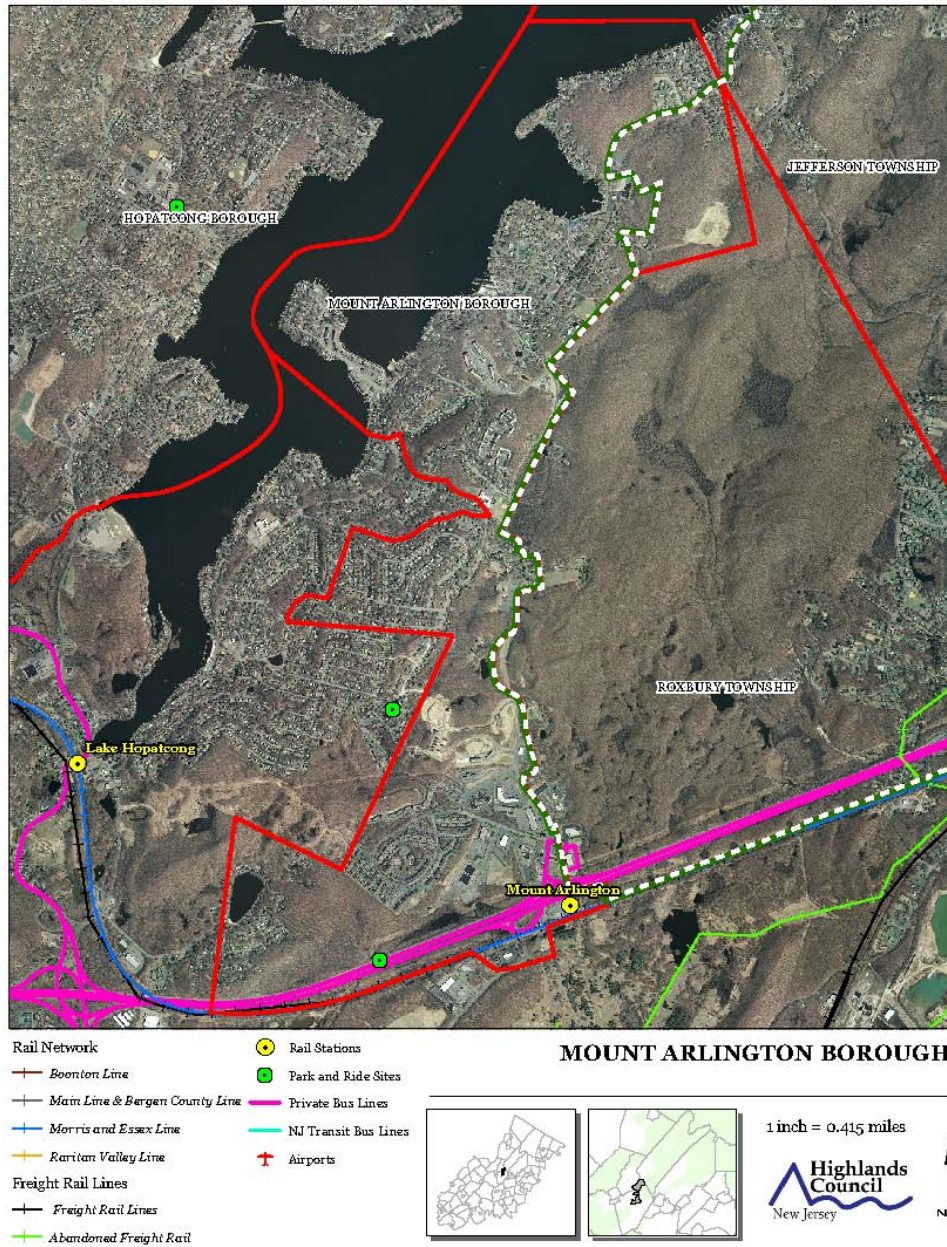 JEFFERSON TOWNSHIP
HOPATCONG BOROUGH
MOUNT ARLINGTON BOROUGH
ROXBURY TOWNSHIP
Lake Hopatcong
Mount Arlington
Rail Network
Boonton Line
Main Line & Bergen County Line
Morris and Essex Line
Raritan Valley Line
Freight Rail Lines
Freight Rail Lines
Abandoned Freight Rail
Rail Stations
Park and Ride Sites
Private Bus Lines
NJ Transit Bus Lines
Airports
MOUNT ARLINGTON BOROUGH
1 inch = 0.415 miles
Highlands
Council
New Jersey